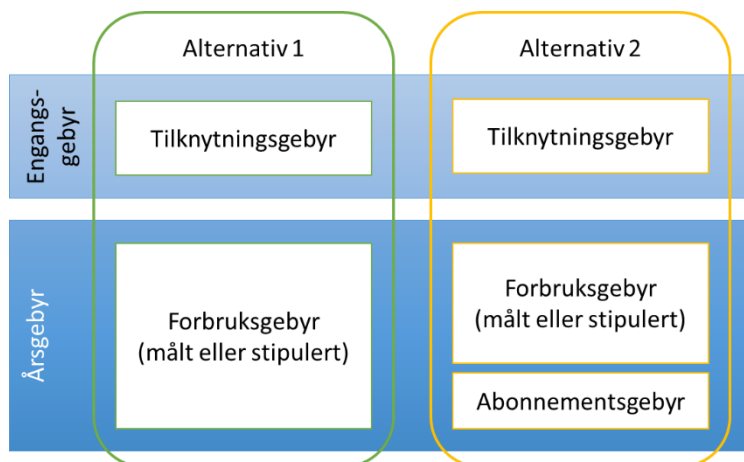 Alternativ 1
Alternativ 2
Engangs-
gebyr
Tilknytningsgebyr
Tilknytningsgebyr
Årsgebyr
Forbruksgebyr
(målt eller stipulert)
Forbruksgebyr
(målt eller stipulert)
Abonnementsgebyr